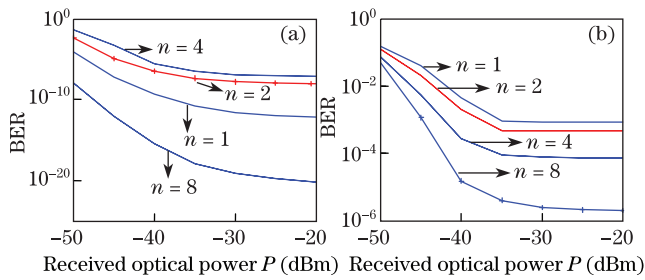 (a)
BER
10^0
10^-10
10^-20
n = 4
n = 2
n = 1
n = 8
−50 −40 −30 −20
Received optical power P (dBm)
(b)
BER
10^0
10^-2
10^-4
10^-6
n = 1
n = 2
n = 4
n = 8
−50 −40 −30 −20
Received optical power P (dBm)